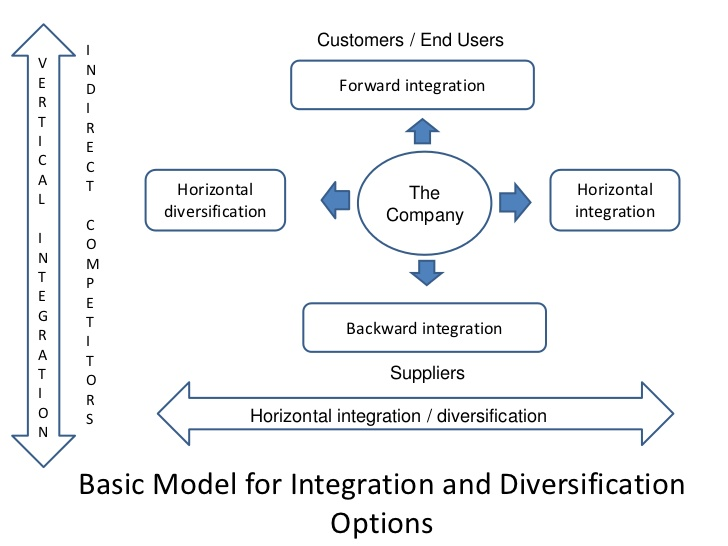 VERTICAL INTEGRATION
INDIRECT COMPETITORS
Customers / End Users
Forward integration
Horizontal
diversification
The
Company
Horizontal
integration
Backward integration
Suppliers
Horizontal integration / diversification
Basic Model for Integration and Diversification
Options